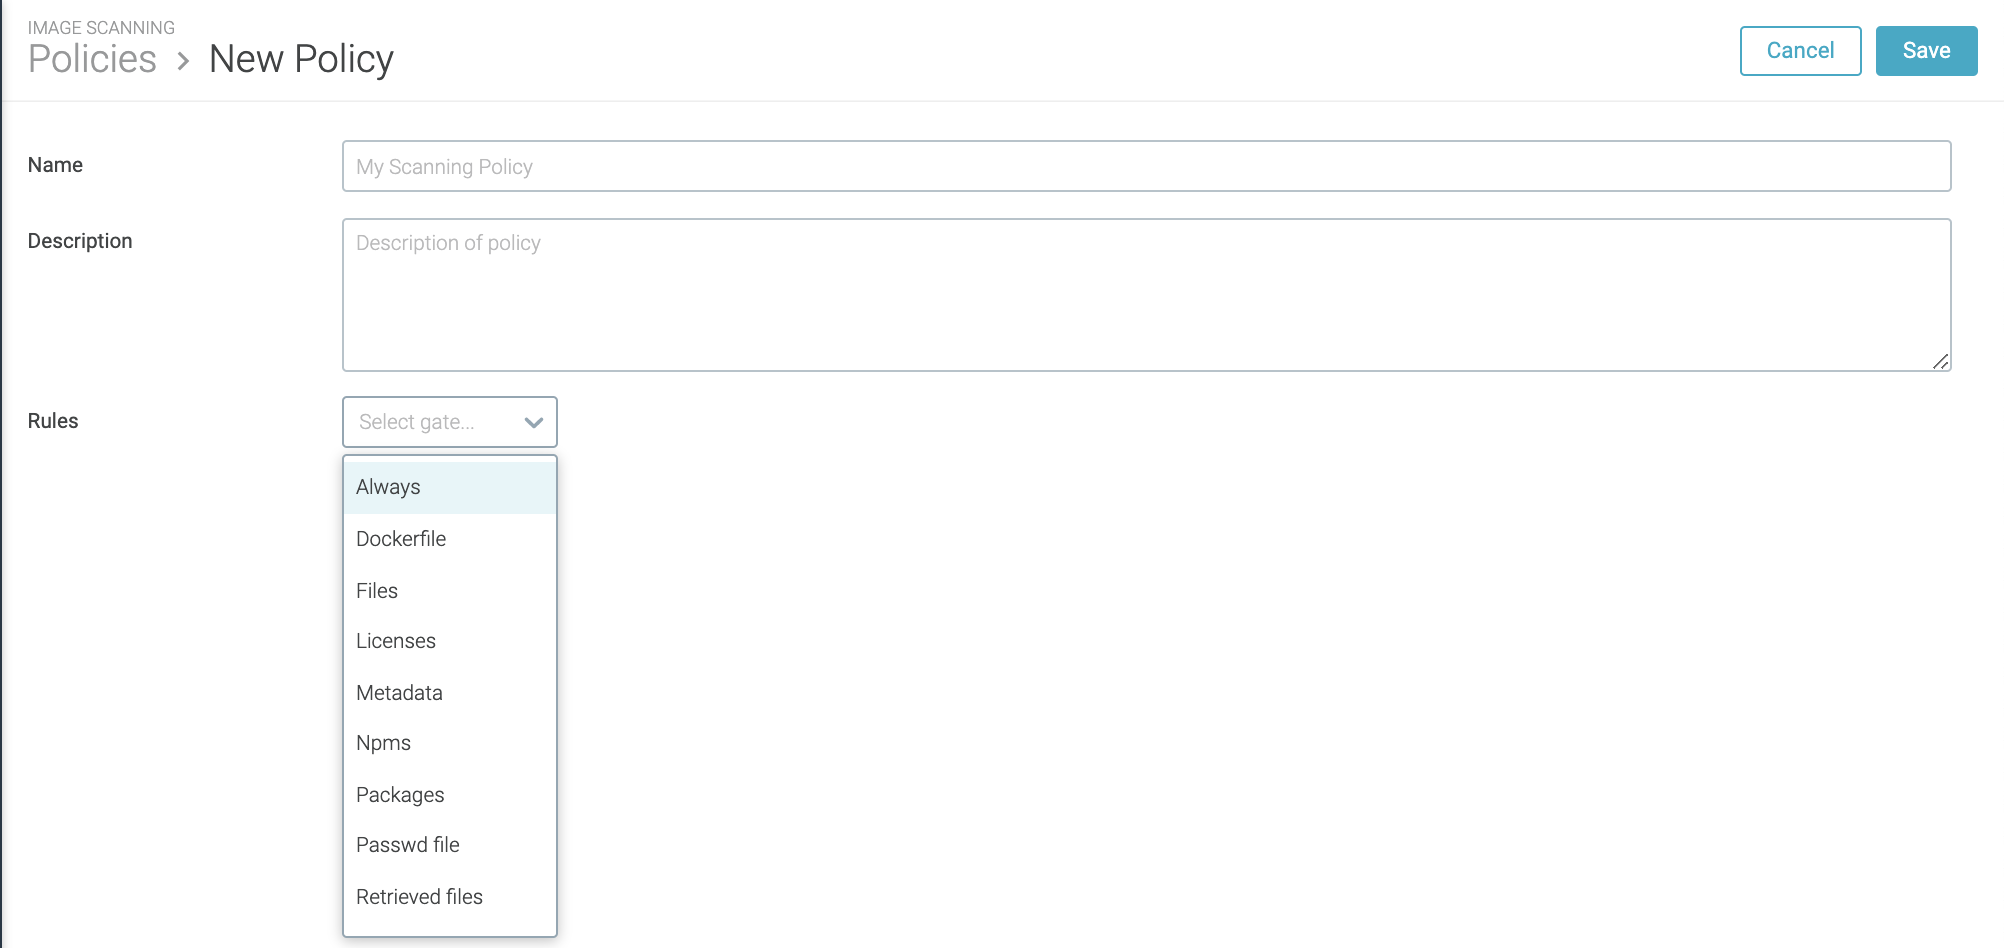 IMAGE SCANNING
Policies > New Policy
Cancel
Save
Name
My Scanning Policy
Description
Description of policy
Rules
Select gate...
Always
Dockerfile
Files
Licenses
Metadata
Npms
Packages
Passwd file
Retrieved files